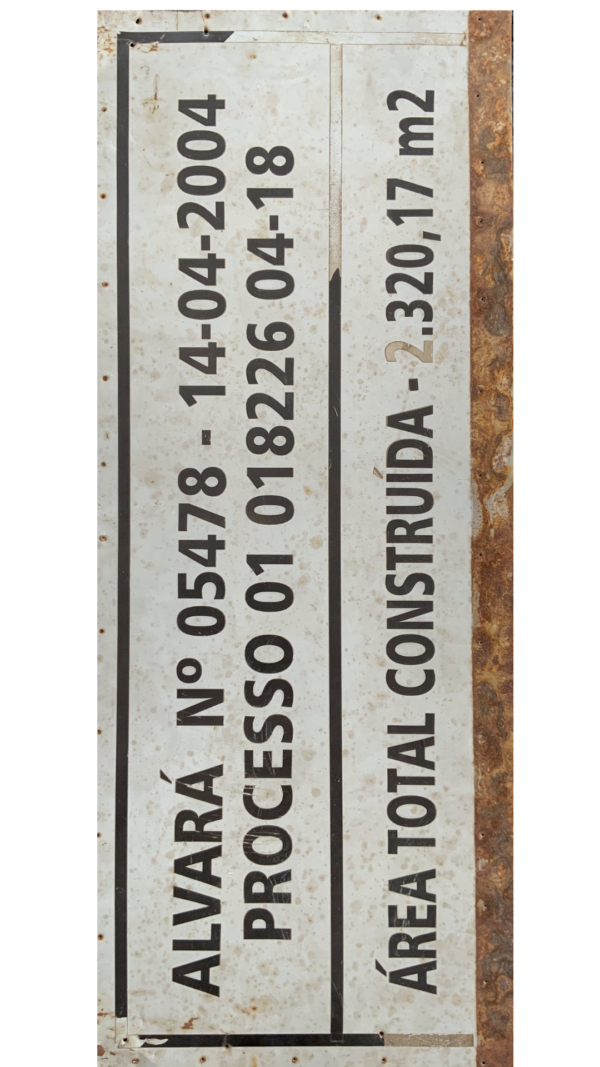 ALVARÁ Nº 05478 - 14-04-2004
PROCESSO 01 018226 04-18
ÁREA TOTAL CONSTRUÍDA - 2.320,17 m2